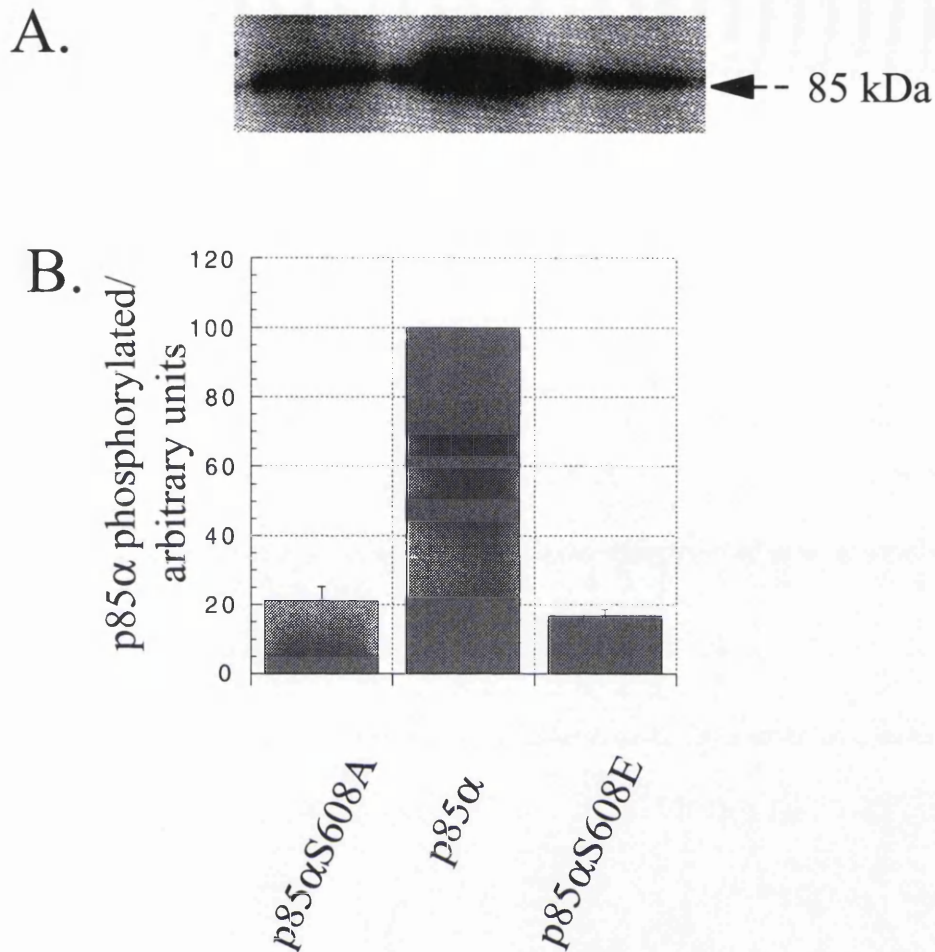 A.
85 kDa
B.
p85α phosphorylated/
arbitrary units
120
100
80
60
40
20
0
p85αS608A
p85α
p85αS608E